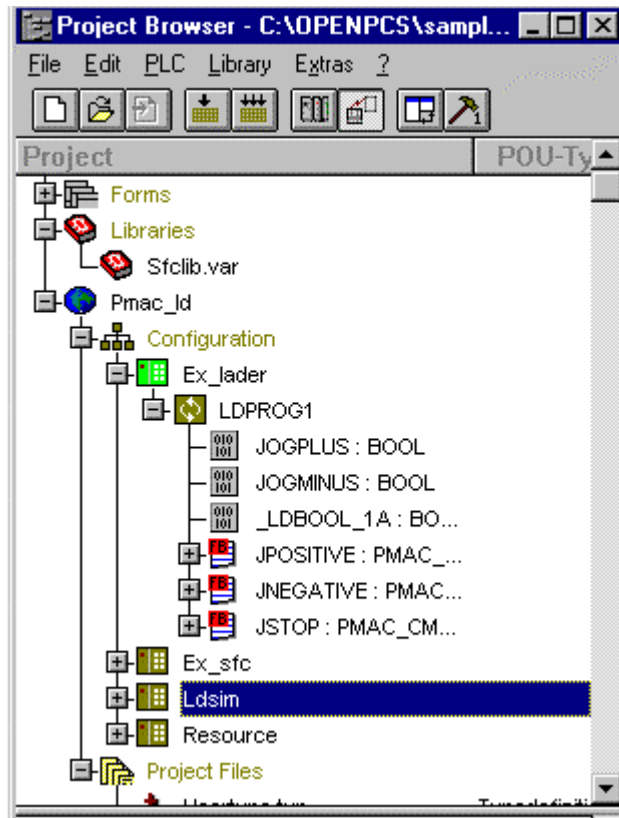 Project Browser - C:\OPENPCS\sampl...
File Edit PLC Library Extras ?
Project POU-Ty
Forms
Libraries
Sfclib.var
Pmac_ld
Configuration
Ex_lader
LDPROG1
JOGPLUS : BOOL
JOGMINUS : BOOL
_LDBOOL_1A : BO...
JPOSITIVE : PMAC_...
JNEGATIVE : PMAC...
JSTOP : PMAC_CM...
Ex_sfc
Ldsim
Resource
Project Files